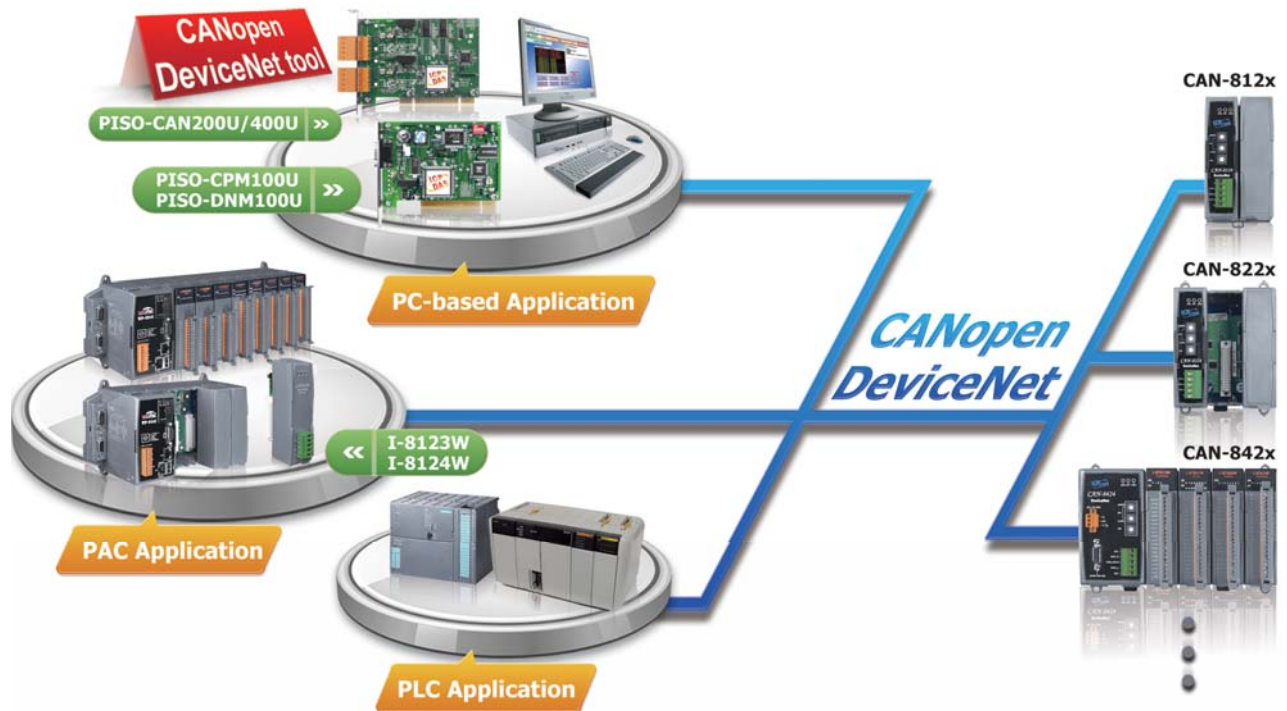 CANopen
DeviceNet tool
PISO-CAN200U/400U
PISO-CPM100U
PISO-DNM100U
PC-based Application
I-8123W
I-8124W
PAC Application
PLC Application
CANopen
DeviceNet
CAN-812x
CAN-822x
CAN-842x